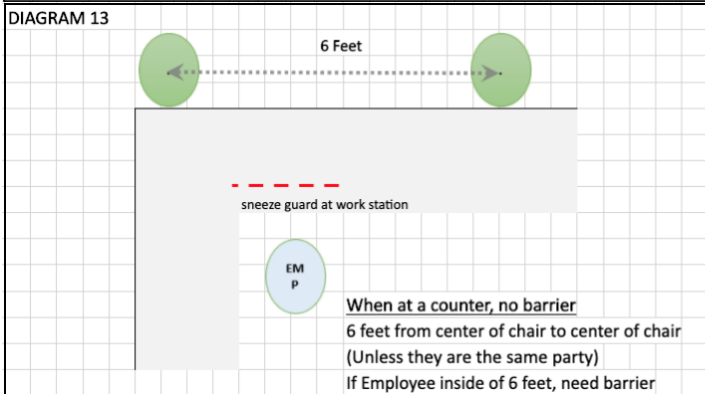 DIAGRAM 13
6 Feet
sneeze guard at work station
EM
P
When at a counter, no barrier
6 feet from center of chair to center of chair
(Unless they are the same party)
If Employee inside of 6 feet, need barrier